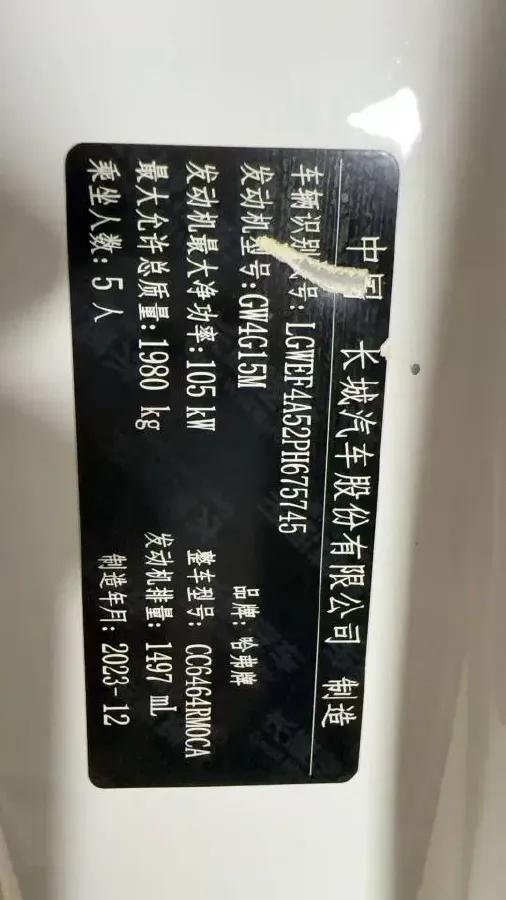 中国 长城汽车股份有限公司 制造
车辆识别号: LGWEF4A52PH675745
品牌: 哈弗牌
发动机型号: GW4G15M
整车型号: CC6464RM0CA
发动机最大净功率: 105 kW
发动机排量: 1497 mL
最大允许总质量: 1980 kg
制造年月: 2023-12
乘坐人数: 5 人